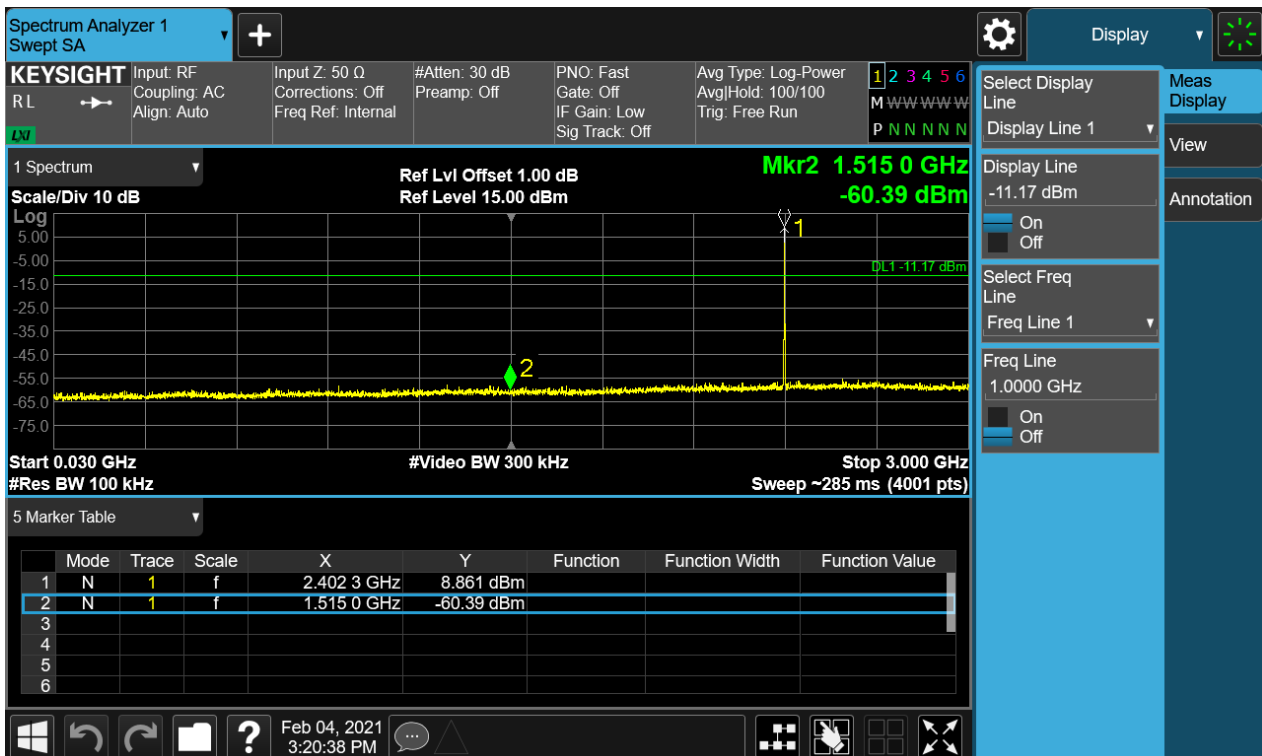 Spectrum Analyzer 1
Swept SA
+
Display
KEYSIGHT
R L
LXI
Input: RF
Coupling: AC
Align: Auto
Input Z: 50 Ω
Corrections: Off
Freq Ref: Internal
#Atten: 30 dB
Preamp: Off
PNO: Fast
Gate: Off
IF Gain: Low
Sig Track: Off
Avg Type: Log-Power
Avg|Hold: 100/100
Trig: Free Run
1 2 3 4 5 6
M W W W W W
P N N N N N
1 Spectrum
Scale/Div 10 dB
Ref Lvl Offset 1.00 dB
Ref Level 15.00 dBm
Mkr2 1.515 0 GHz
-60.39 dBm
Log
5.00
-5.00
-15.0
-25.0
-35.0
-45.0
-55.0
-65.0
-75.0
1
DL1 -11.17 dBm
2
Start 0.030 GHz
#Video BW 300 kHz
Stop 3.000 GHz
#Res BW 100 kHz
Sweep ~285 ms (4001 pts)
5 Marker Table
Mode Trace Scale X Y Function Function Width Function Value
1 N 1 f 2.402 3 GHz 8.861 dBm
2 N 1 f 1.515 0 GHz -60.39 dBm
3
4
5
6
Select Display
Line
Display Line 1
Display Line
-11.17 dBm
On
Off
Select Freq
Line
Freq Line 1
Freq Line
1.0000 GHz
On
Off
Meas
Display
View
Annotation
?
Feb 04, 2021
3:20:38 PM